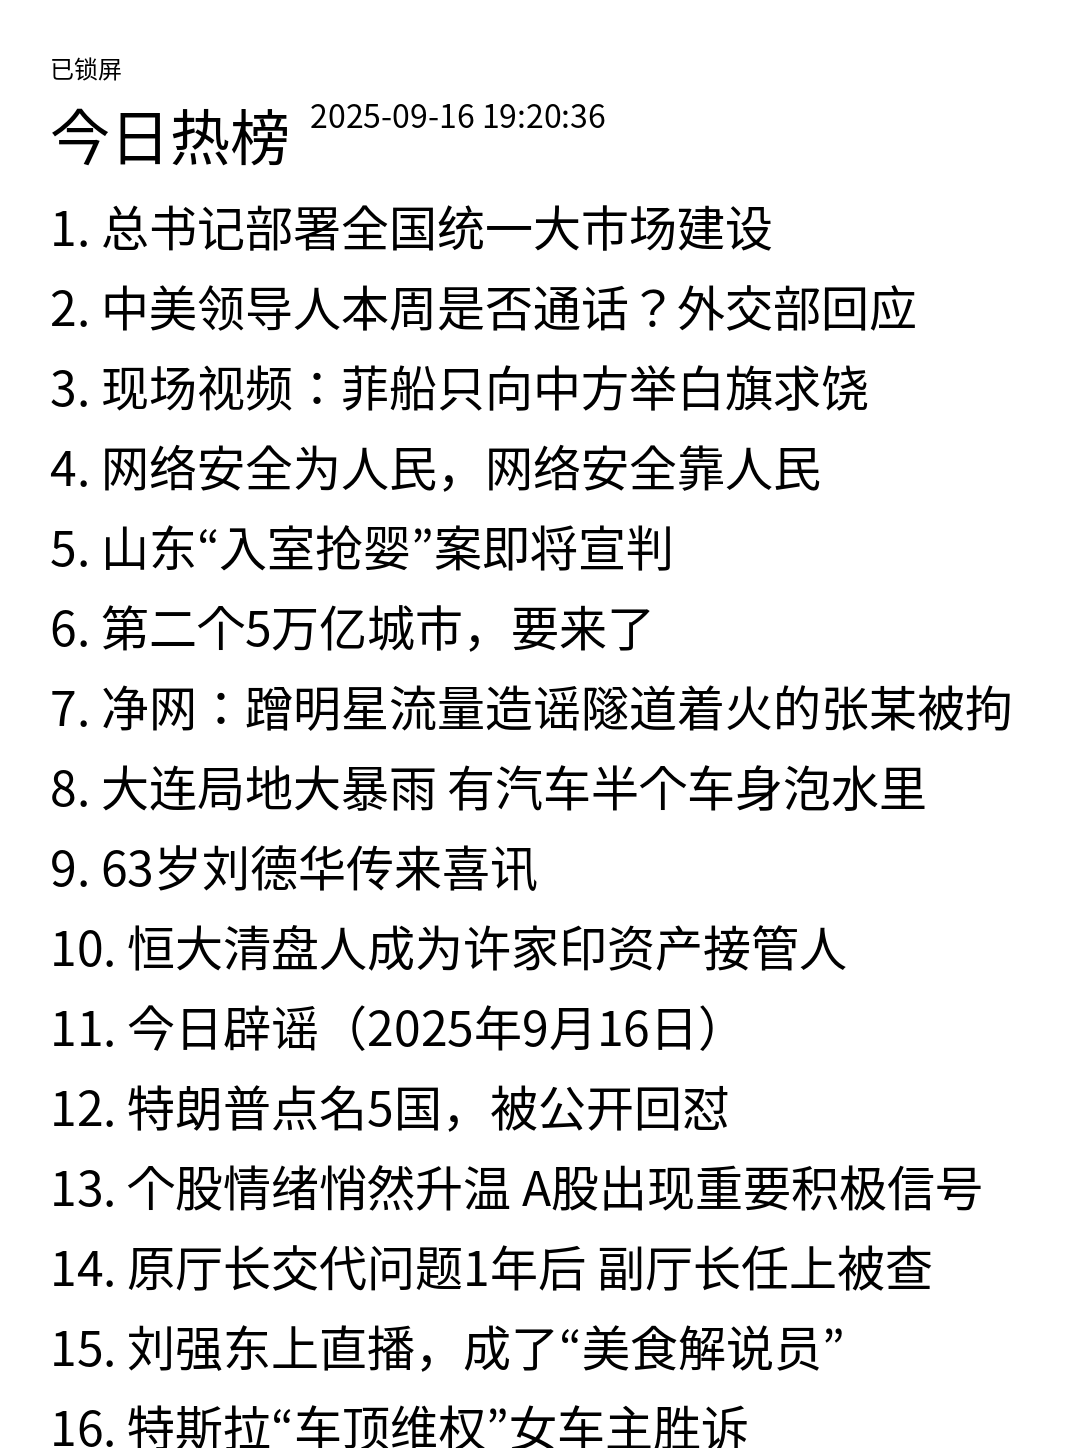 已锁屏
今日热榜 2025-09-16 19:20:36
1. 总书记部署全国统一大市场建设
2. 中美领导人本周是否通话？外交部回应
3. 现场视频：菲船只向中方举白旗求饶
4. 网络安全为人民，网络安全靠人民
5. 山东“入室抢婴”案即将宣判
6. 第二个5万亿城市，要来了
7. 净网：蹭明星流量造谣隧道着火的张某被拘
8. 大连局地大暴雨 有汽车半个车身泡水里
9. 63岁刘德华传来喜讯
10. 恒大清盘人成为许家印资产接管人
11. 今日辟谣（2025年9月16日）
12. 特朗普点名5国，被公开回怼
13. 个股情绪悄然升温 A股出现重要积极信号
14. 原厅长交代问题1年后 副厅长任上被查
15. 刘强东上直播，成了“美食解说员”
16. 特斯拉“车顶维权”女车主胜诉